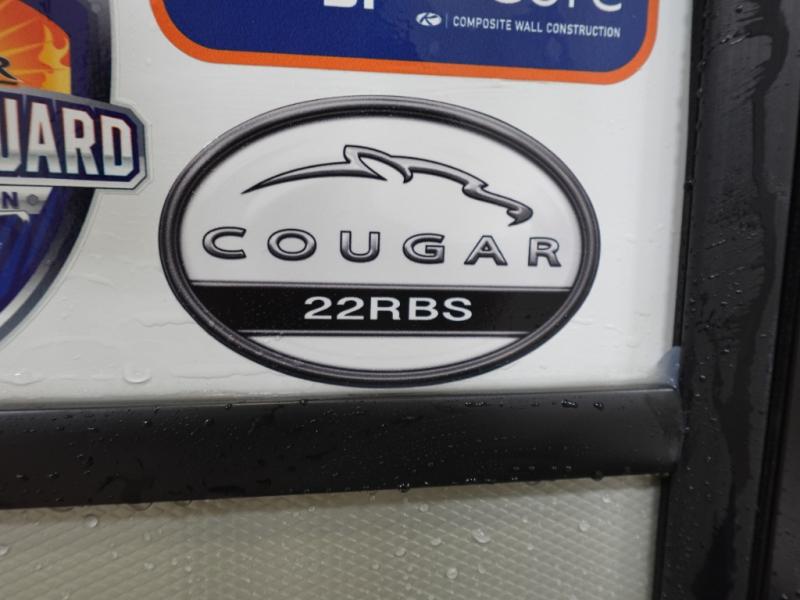 COMPOSITE WALL CONSTRUCTION
UARD
N
COUGAR
22RBS